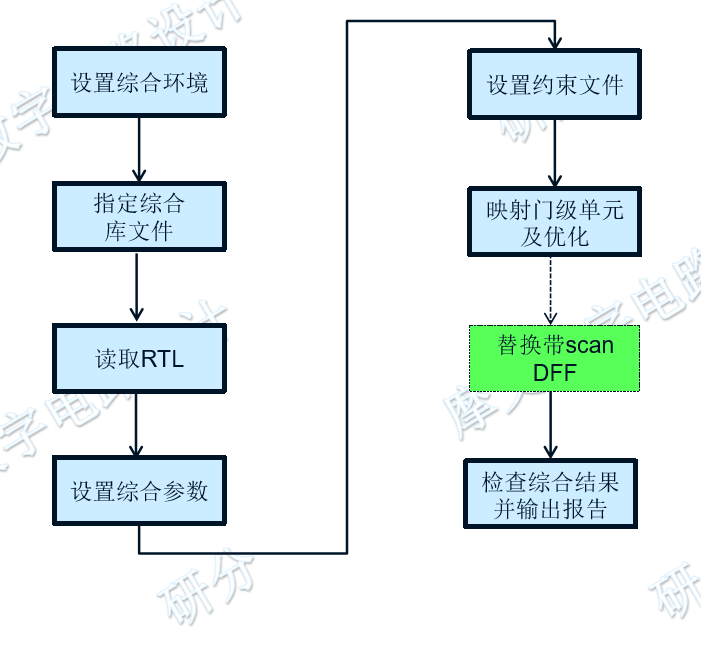 设置综合环境
指定综合
库文件
读取RTL
设置综合参数
设置约束文件
映射门级单元
及优化
替换带scan
DFF
检查综合结果
并输出报告